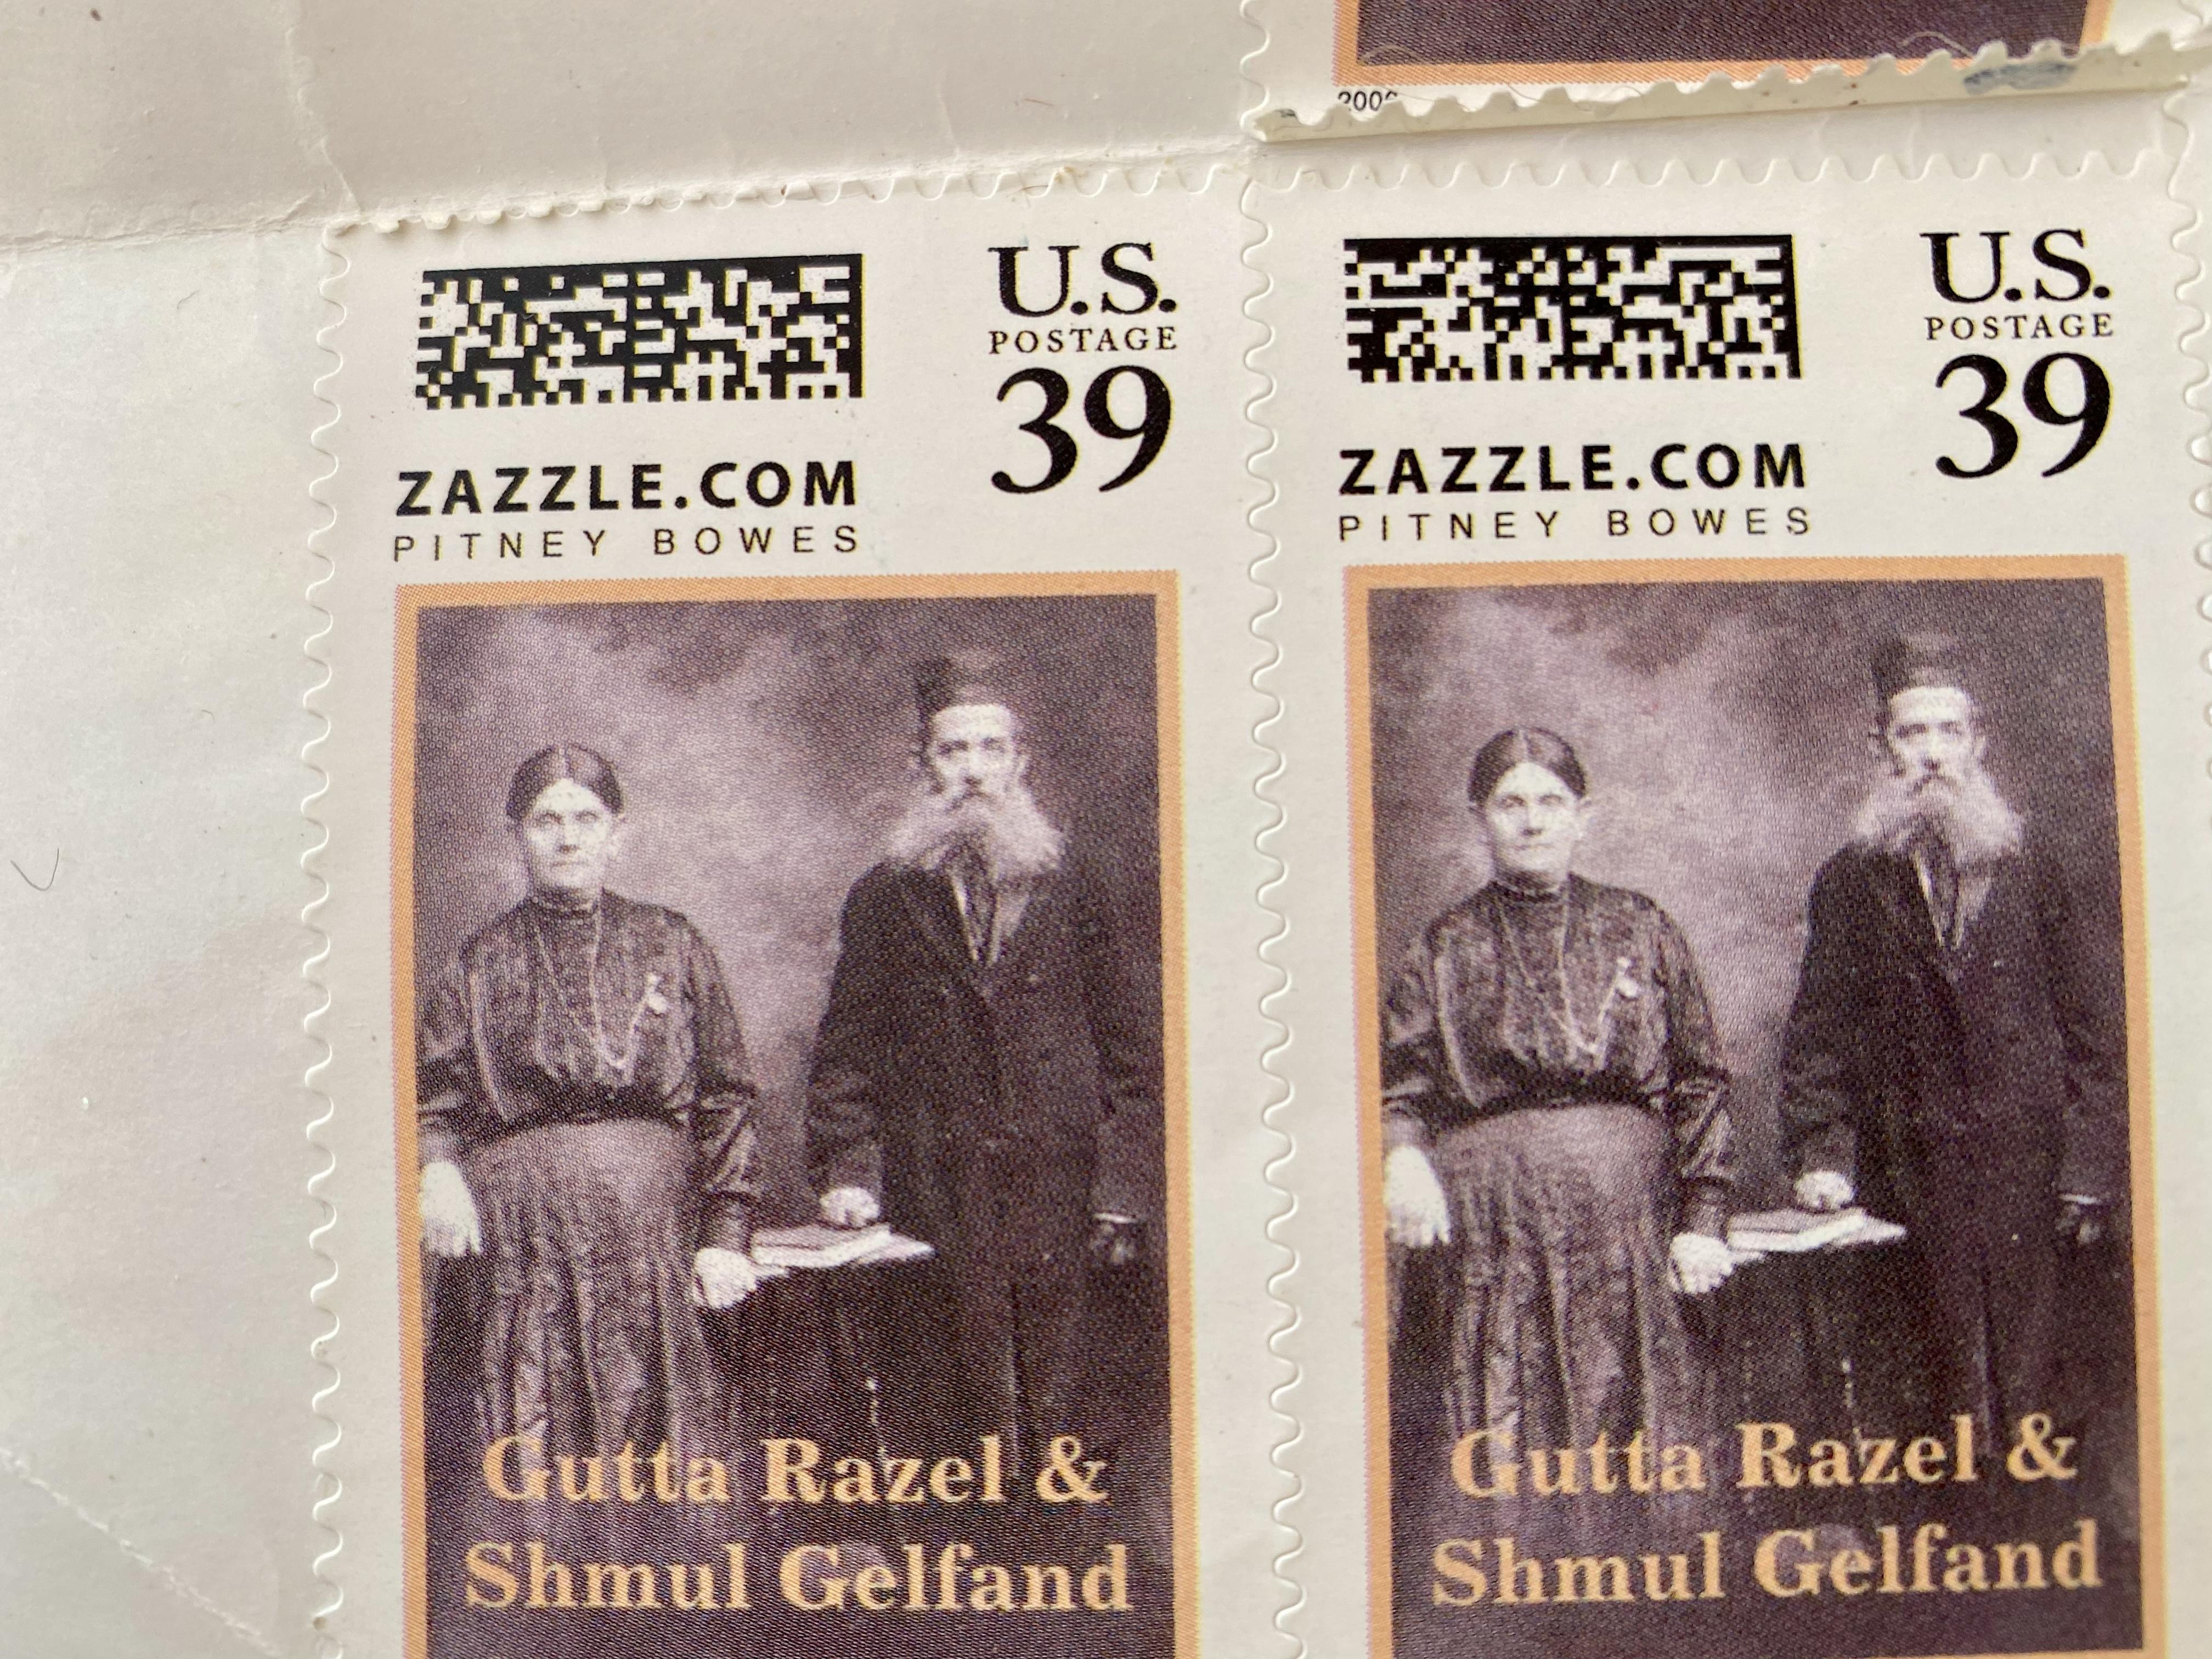 U.S.
POSTAGE
39
ZAZZLE.COM
PITNEY BOWES
Gutta Razel &
Shmul Gelfand
U.S.
POSTAGE
39
ZAZZLE.COM
PITNEY BOWES
Gutta Razel &
Shmul Gelfand